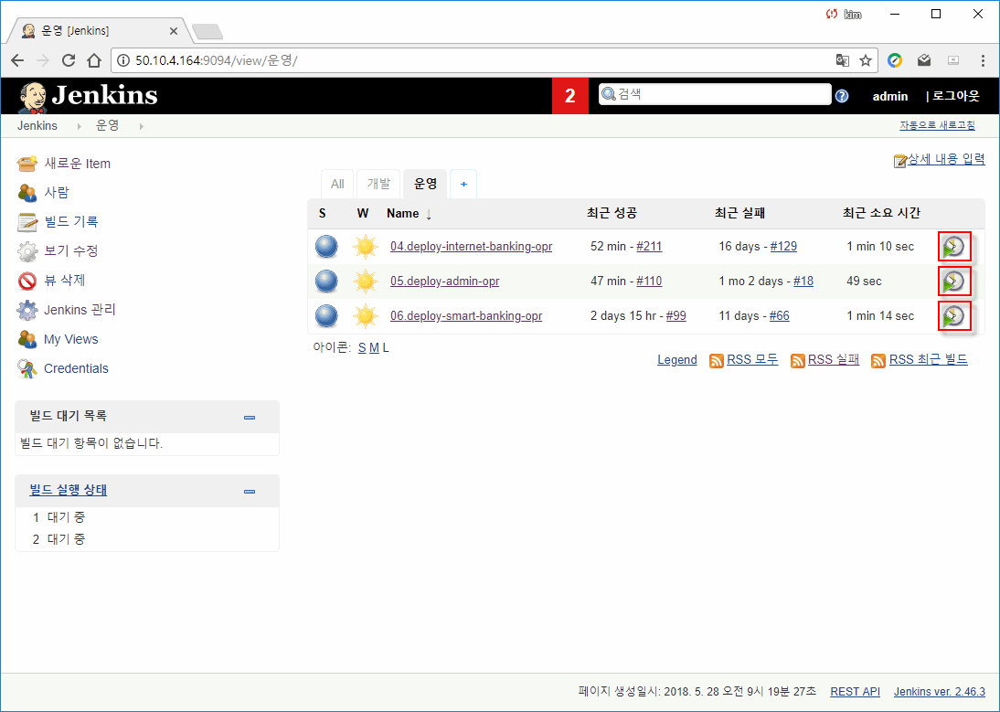 kim
운영 [Jenkins]
50.10.4.164:9094/view/운영/
Jenkins 2 검색 admin | 로그아웃
Jenkins 운영 자동으로 새로고침
상세 내용 입력
새로운 Item
사람
빌드 기록
보기 수정
뷰 삭제
Jenkins 관리
My Views
Credentials
빌드 대기 목록
빌드 대기 항목이 없습니다.
빌드 실행 상태
1 대기 중
2 대기 중
All 개발 운영 +
S W Name ↓ 최근 성공 최근 실패 최근 소요 시간
04.deploy-internet-banking-opr 52 min - #211 16 days - #129 1 min 10 sec
05.deploy-admin-opr 47 min - #110 1 mo 2 days - #18 49 sec
06.deploy-smart-banking-opr 2 days 15 hr - #99 11 days - #66 1 min 14 sec
아이콘: S M L
Legend RSS 모두 RSS 실패 RSS 최근 빌드
페이지 생성일시: 2018. 5. 28 오전 9시 19분 27초 REST API Jenkins ver. 2.46.3